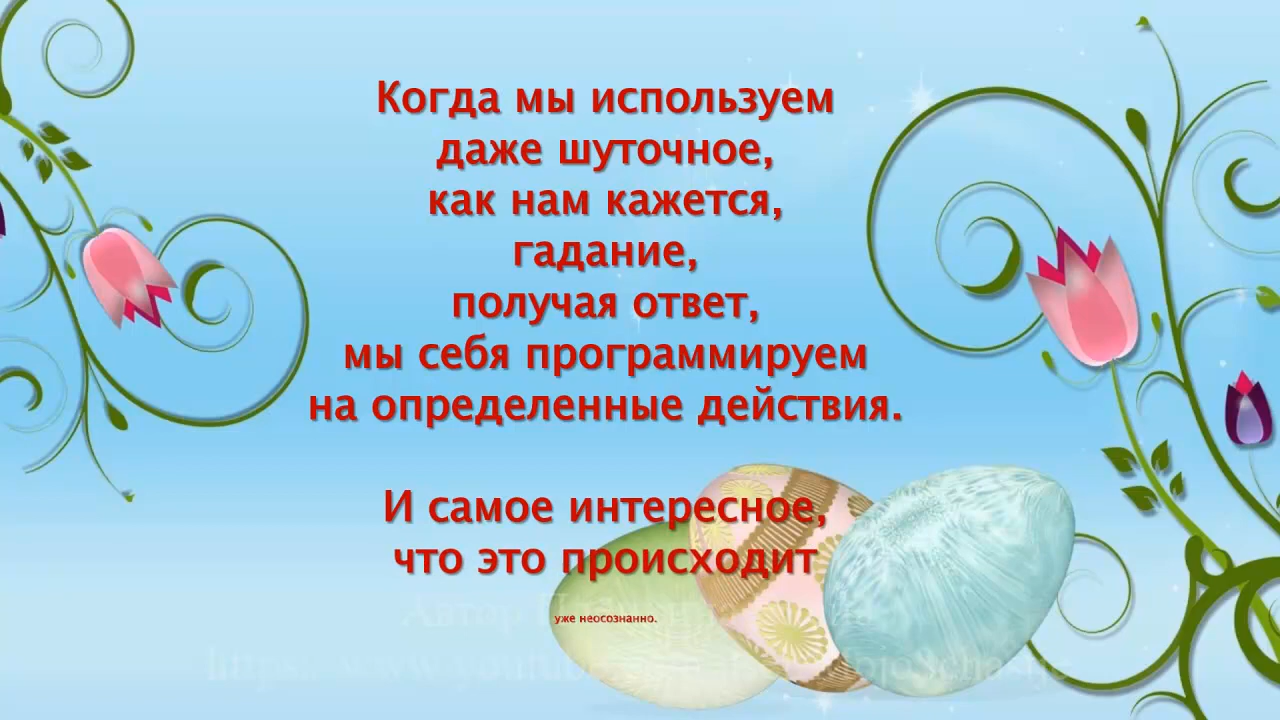 Когда мы используем
даже шуточное,
как нам кажется,
гадание,
получая ответ,
мы себя программируем
на определенные действия.
И самое интересное,
что это происходит
уже неосознанно.
Автор